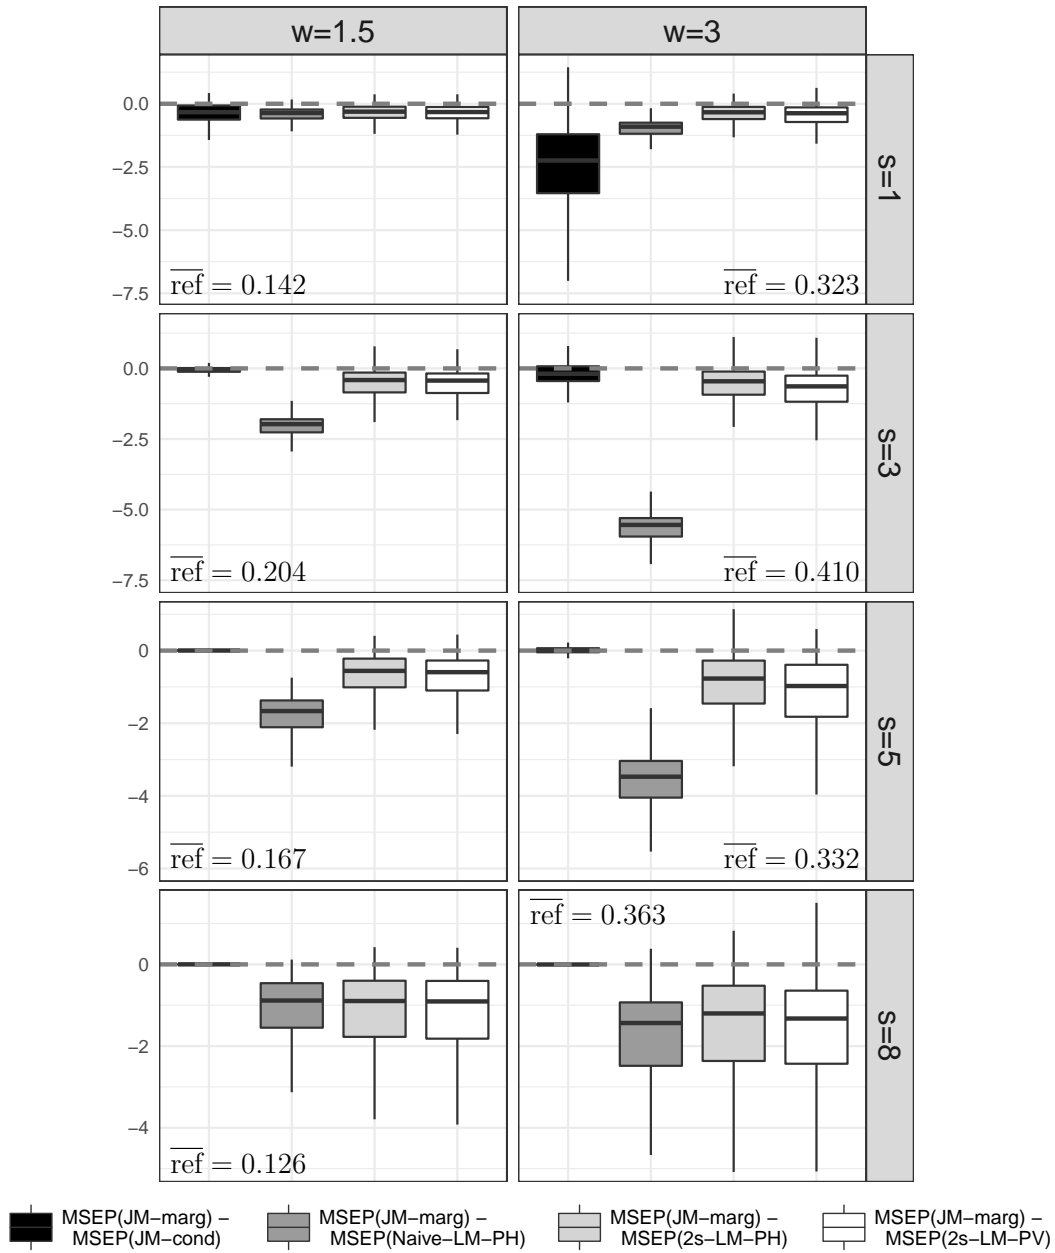 w=1.5 w=3
0.0
−2.5
−5.0
−7.5
ref = 0.142
ref = 0.323
s=1
0.0
−2.5
−5.0
−7.5
ref = 0.204
ref = 0.410
s=3
0
−2
−4
−6
ref = 0.167
ref = 0.332
s=5
0
−2
−4
ref = 0.126
ref = 0.363
s=8
MSEP(JM−marg) −
MSEP(JM−cond)
MSEP(JM−marg) −
MSEP(Naive−LM−PH)
MSEP(JM−marg) −
MSEP(2s−LM−PH)
MSEP(JM−marg) −
MSEP(2s−LM−PV)